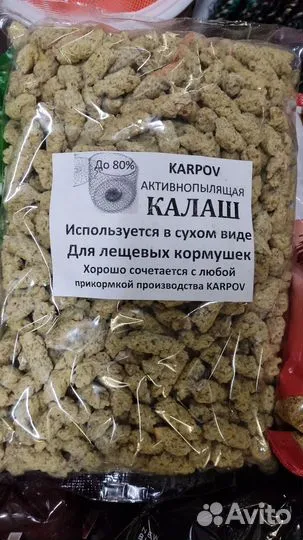 До 80%
KARPOV
АКТИВНОПЫЛЯЩАЯ
КАЛАШ
Используется в сухом виде
Для лещевых кормушек
Хорошо сочетается с любой
прикормкой производства KARPOV
Avito